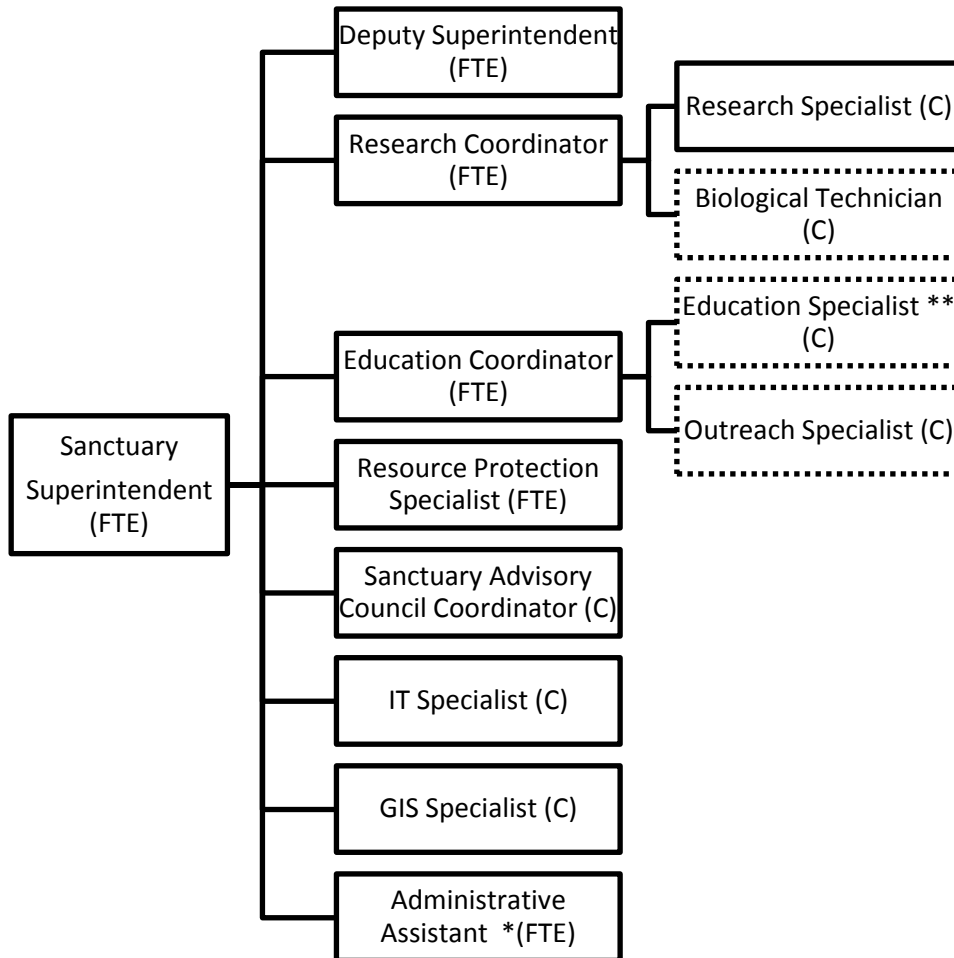 Sanctuary
Superintendent
(FTE)
Deputy Superintendent
(FTE)
Research Coordinator
(FTE)
Research Specialist (C)
Biological Technician
(C)
Education Coordinator
(FTE)
Education Specialist **
(C)
Outreach Specialist (C)
Resource Protection
Specialist (FTE)
Sanctuary Advisory
Council Coordinator (C)
IT Specialist (C)
GIS Specialist (C)
Administrative
Assistant *(FTE)